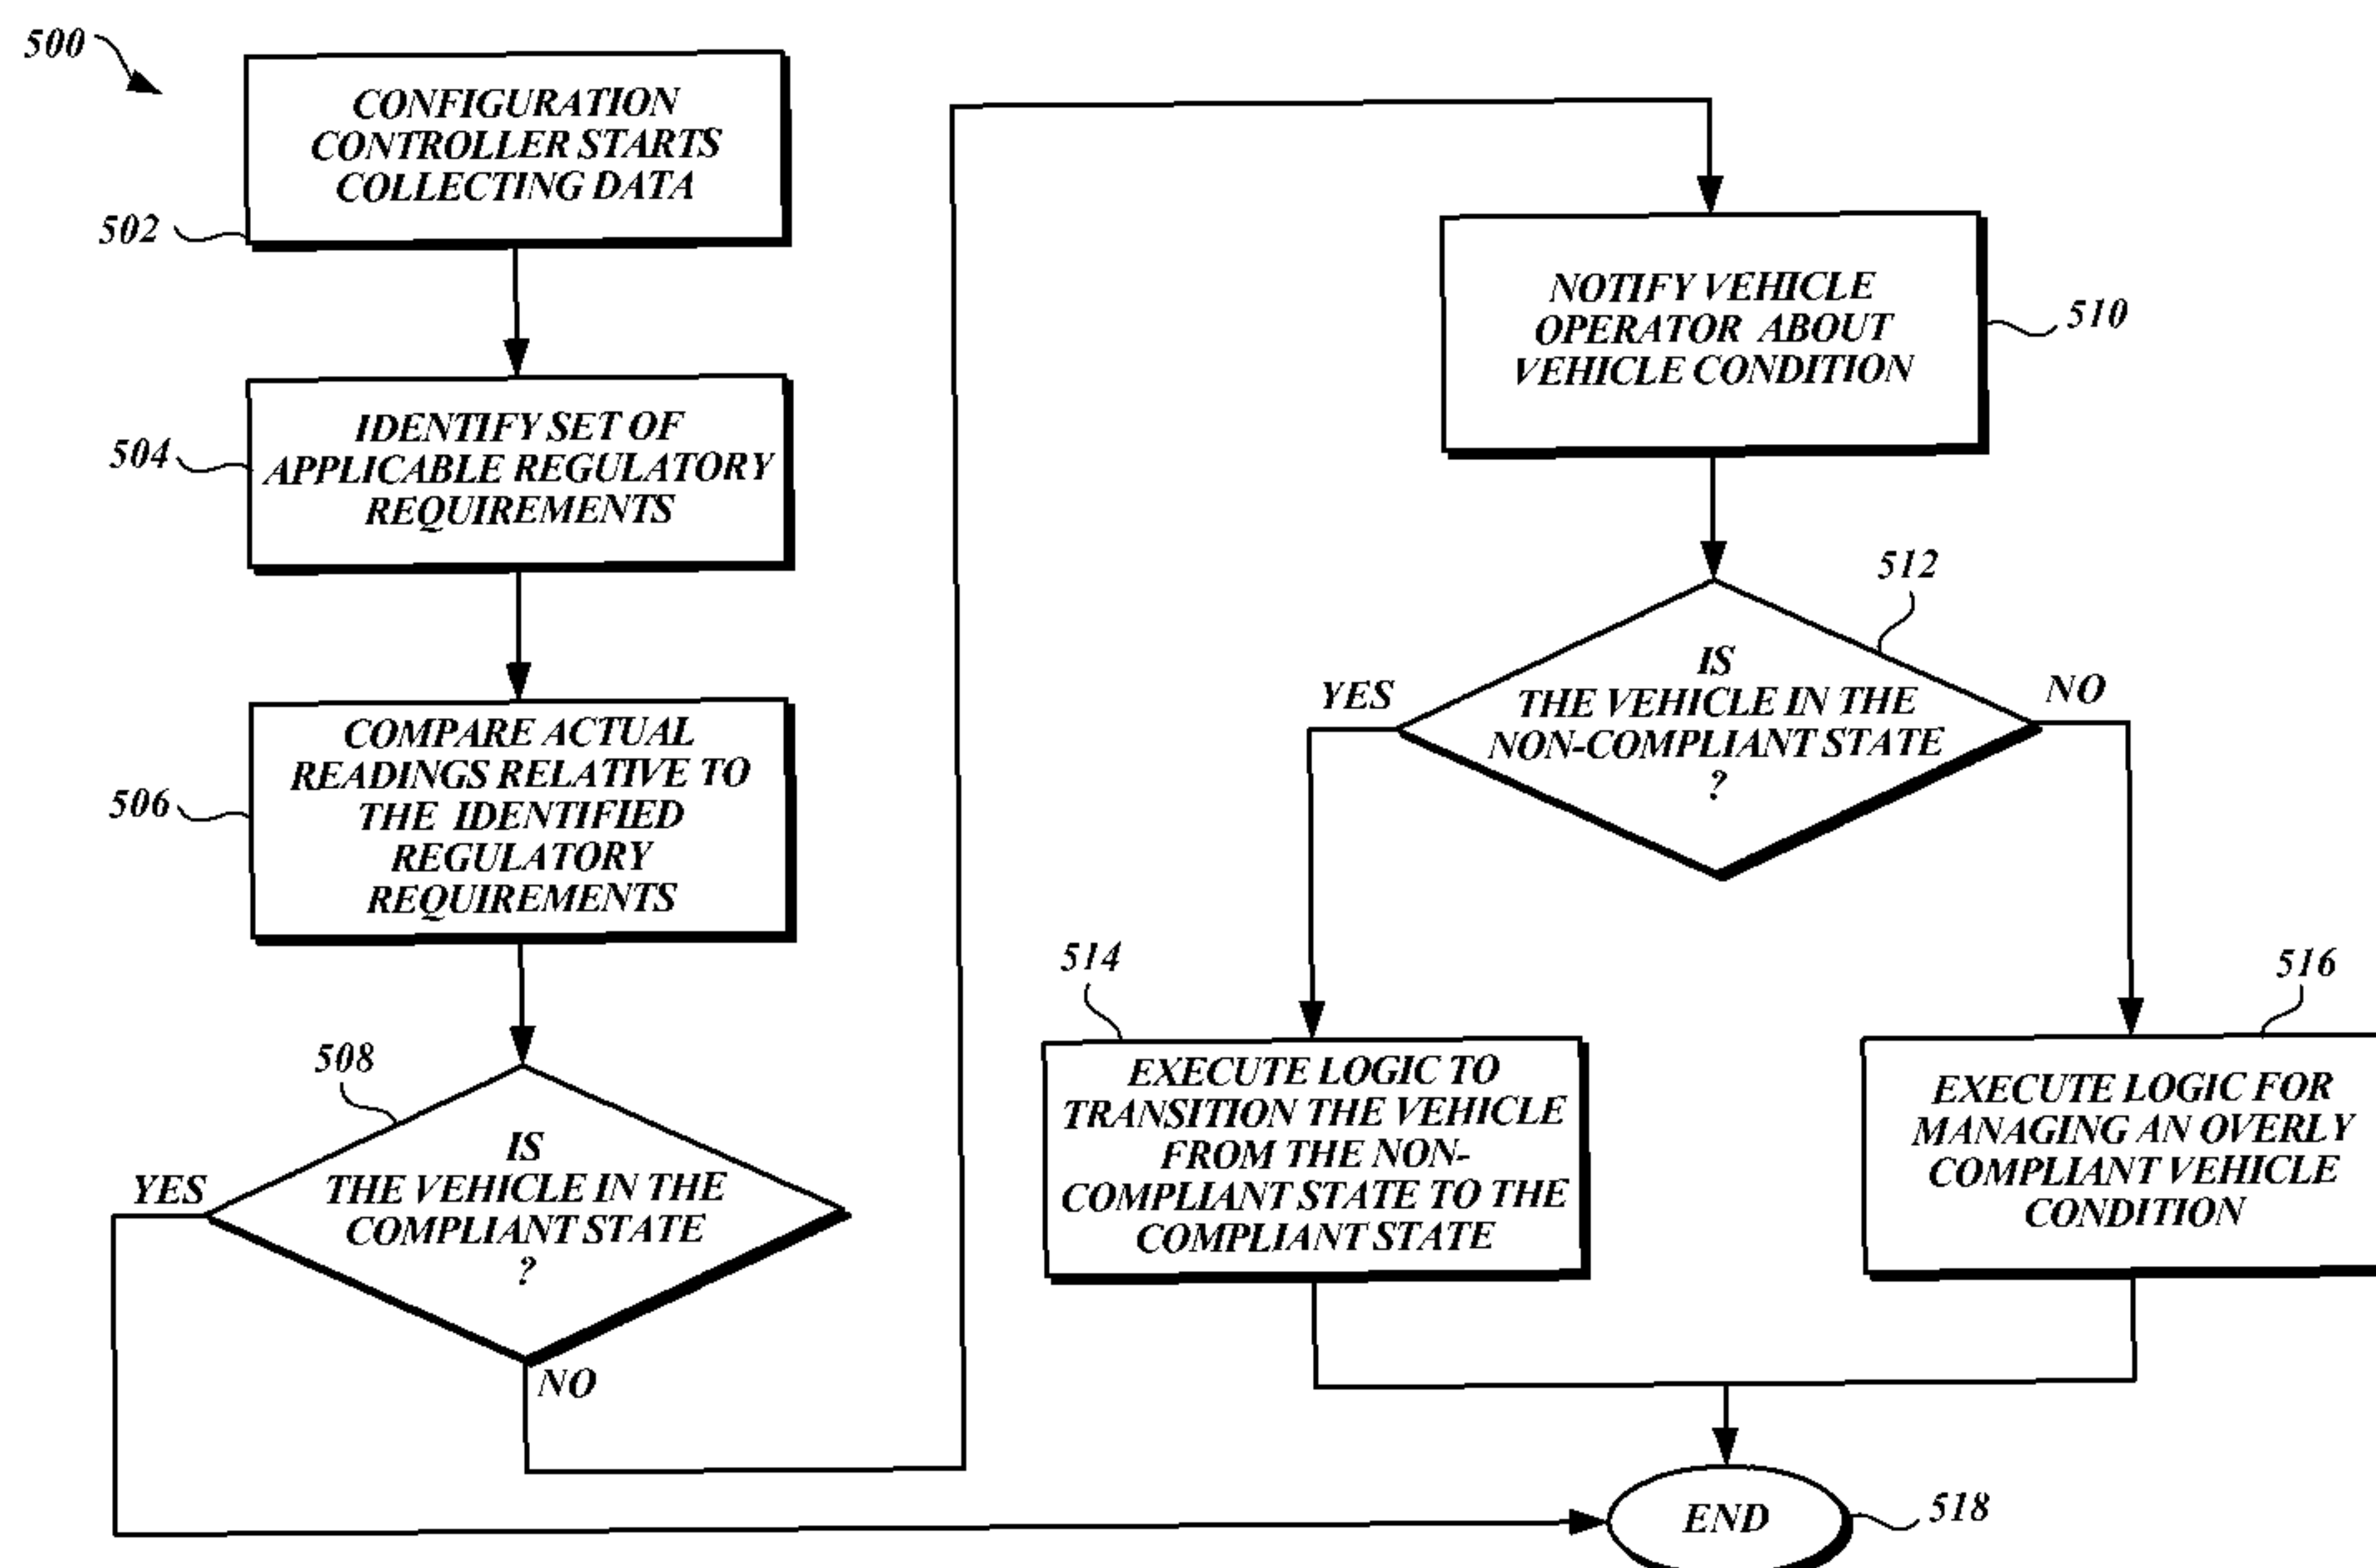 500
CONFIGURATION
CONTROLLER STARTS
COLLECTING DATA
502
IDENTIFY SET OF
APPLICABLE REGULATORY
REQUIREMENTS
504
COMPARE ACTUAL
READINGS RELATIVE TO
THE IDENTIFIED
REGULATORY
REQUIREMENTS
506
508
IS
THE VEHICLE IN THE
COMPLIANT STATE
?
YES
NO
NOTIFY VEHICLE
OPERATOR ABOUT
VEHICLE CONDITION
510
512
IS
THE VEHICLE IN THE
NON-COMPLIANT STATE
?
YES
NO
514
EXECUTE LOGIC TO
TRANSITION THE VEHICLE
FROM THE NON-
COMPLIANT STATE TO THE
COMPLIANT STATE
516
EXECUTE LOGIC FOR
MANAGING AN OVERLY
COMPLIANT VEHICLE
CONDITION
END
518